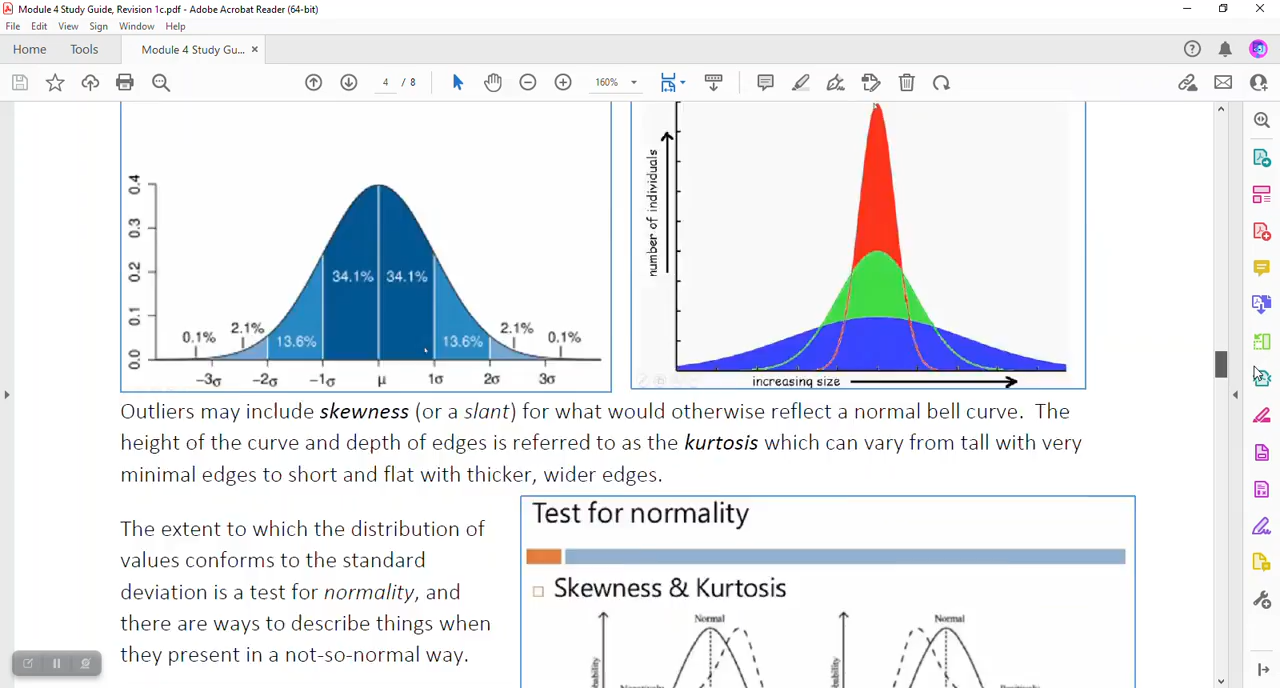 Module 4 Study Guide, Revision 1c.pdf - Adobe Acrobat Reader (64-bit)
File Edit View Sign Window Help
Home Tools Module 4 Study Gu... ×
4 / 8 160%
0.4
0.3
0.2
0.1
0.0
34.1% 34.1%
0.1% 2.1% 13.6% 13.6% 2.1% 0.1%
−3σ −2σ −1σ μ 1σ 2σ 3σ
number of individuals
increasing size
Outliers may include skewness (or a slant) for what would otherwise reflect a normal bell curve. The
height of the curve and depth of edges is referred to as the kurtosis which can vary from tall with very
minimal edges to short and flat with thicker, wider edges.
The extent to which the distribution of
values conforms to the standard
deviation is a test for normality, and
there are ways to describe things when
they present in a not-so-normal way.
Test for normality
Skewness & Kurtosis
Normal
Normal